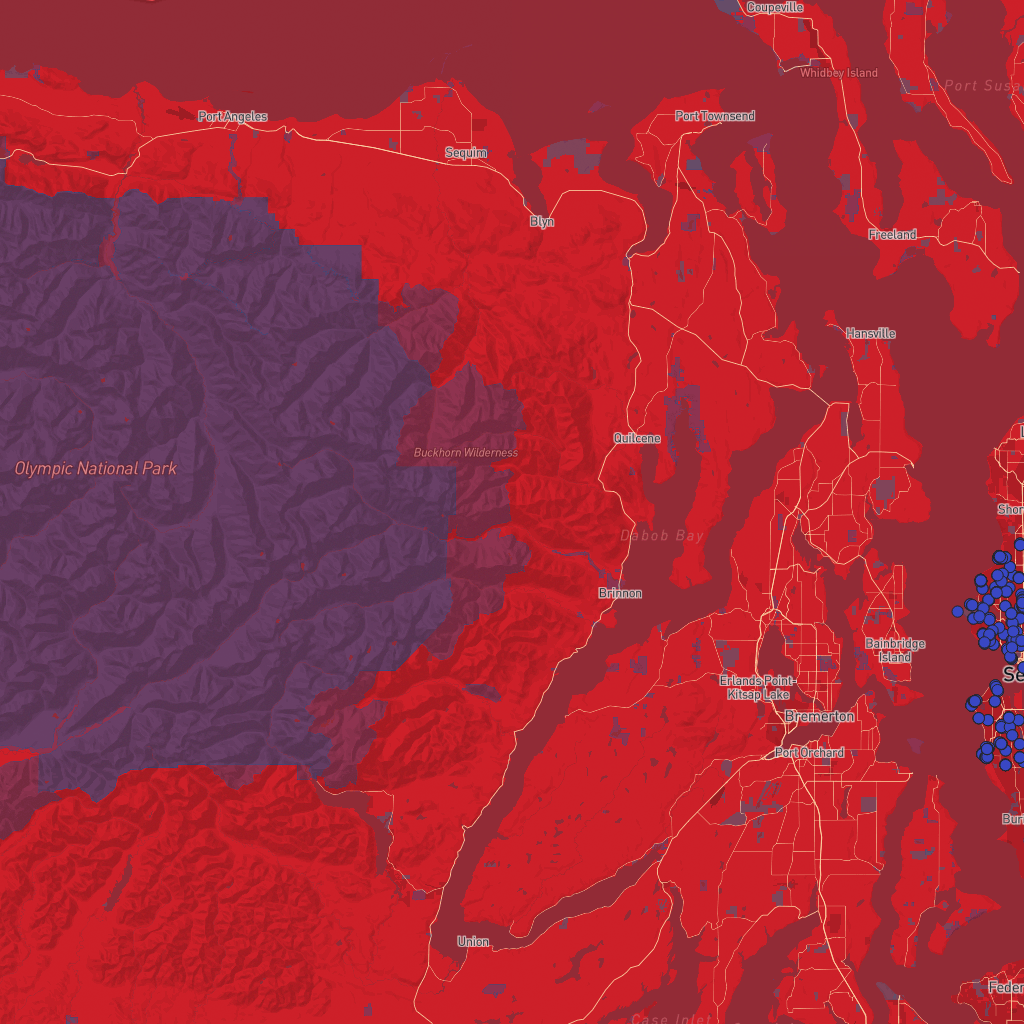 Coupeville
Whidbey Island
Port Susa
Port Angeles
Port Townsend
Sequim
Blyn
Freeland
Hansville
Quilcene
Buckhorn Wilderness
Olympic National Park
Shor
Dabob Bay
Brinnon
Bainbridge
Island
Se
Erlands Point-
Kitsap Lake
Bremerton
Port Orchard
Bur
Union
Feder
Case Inlet